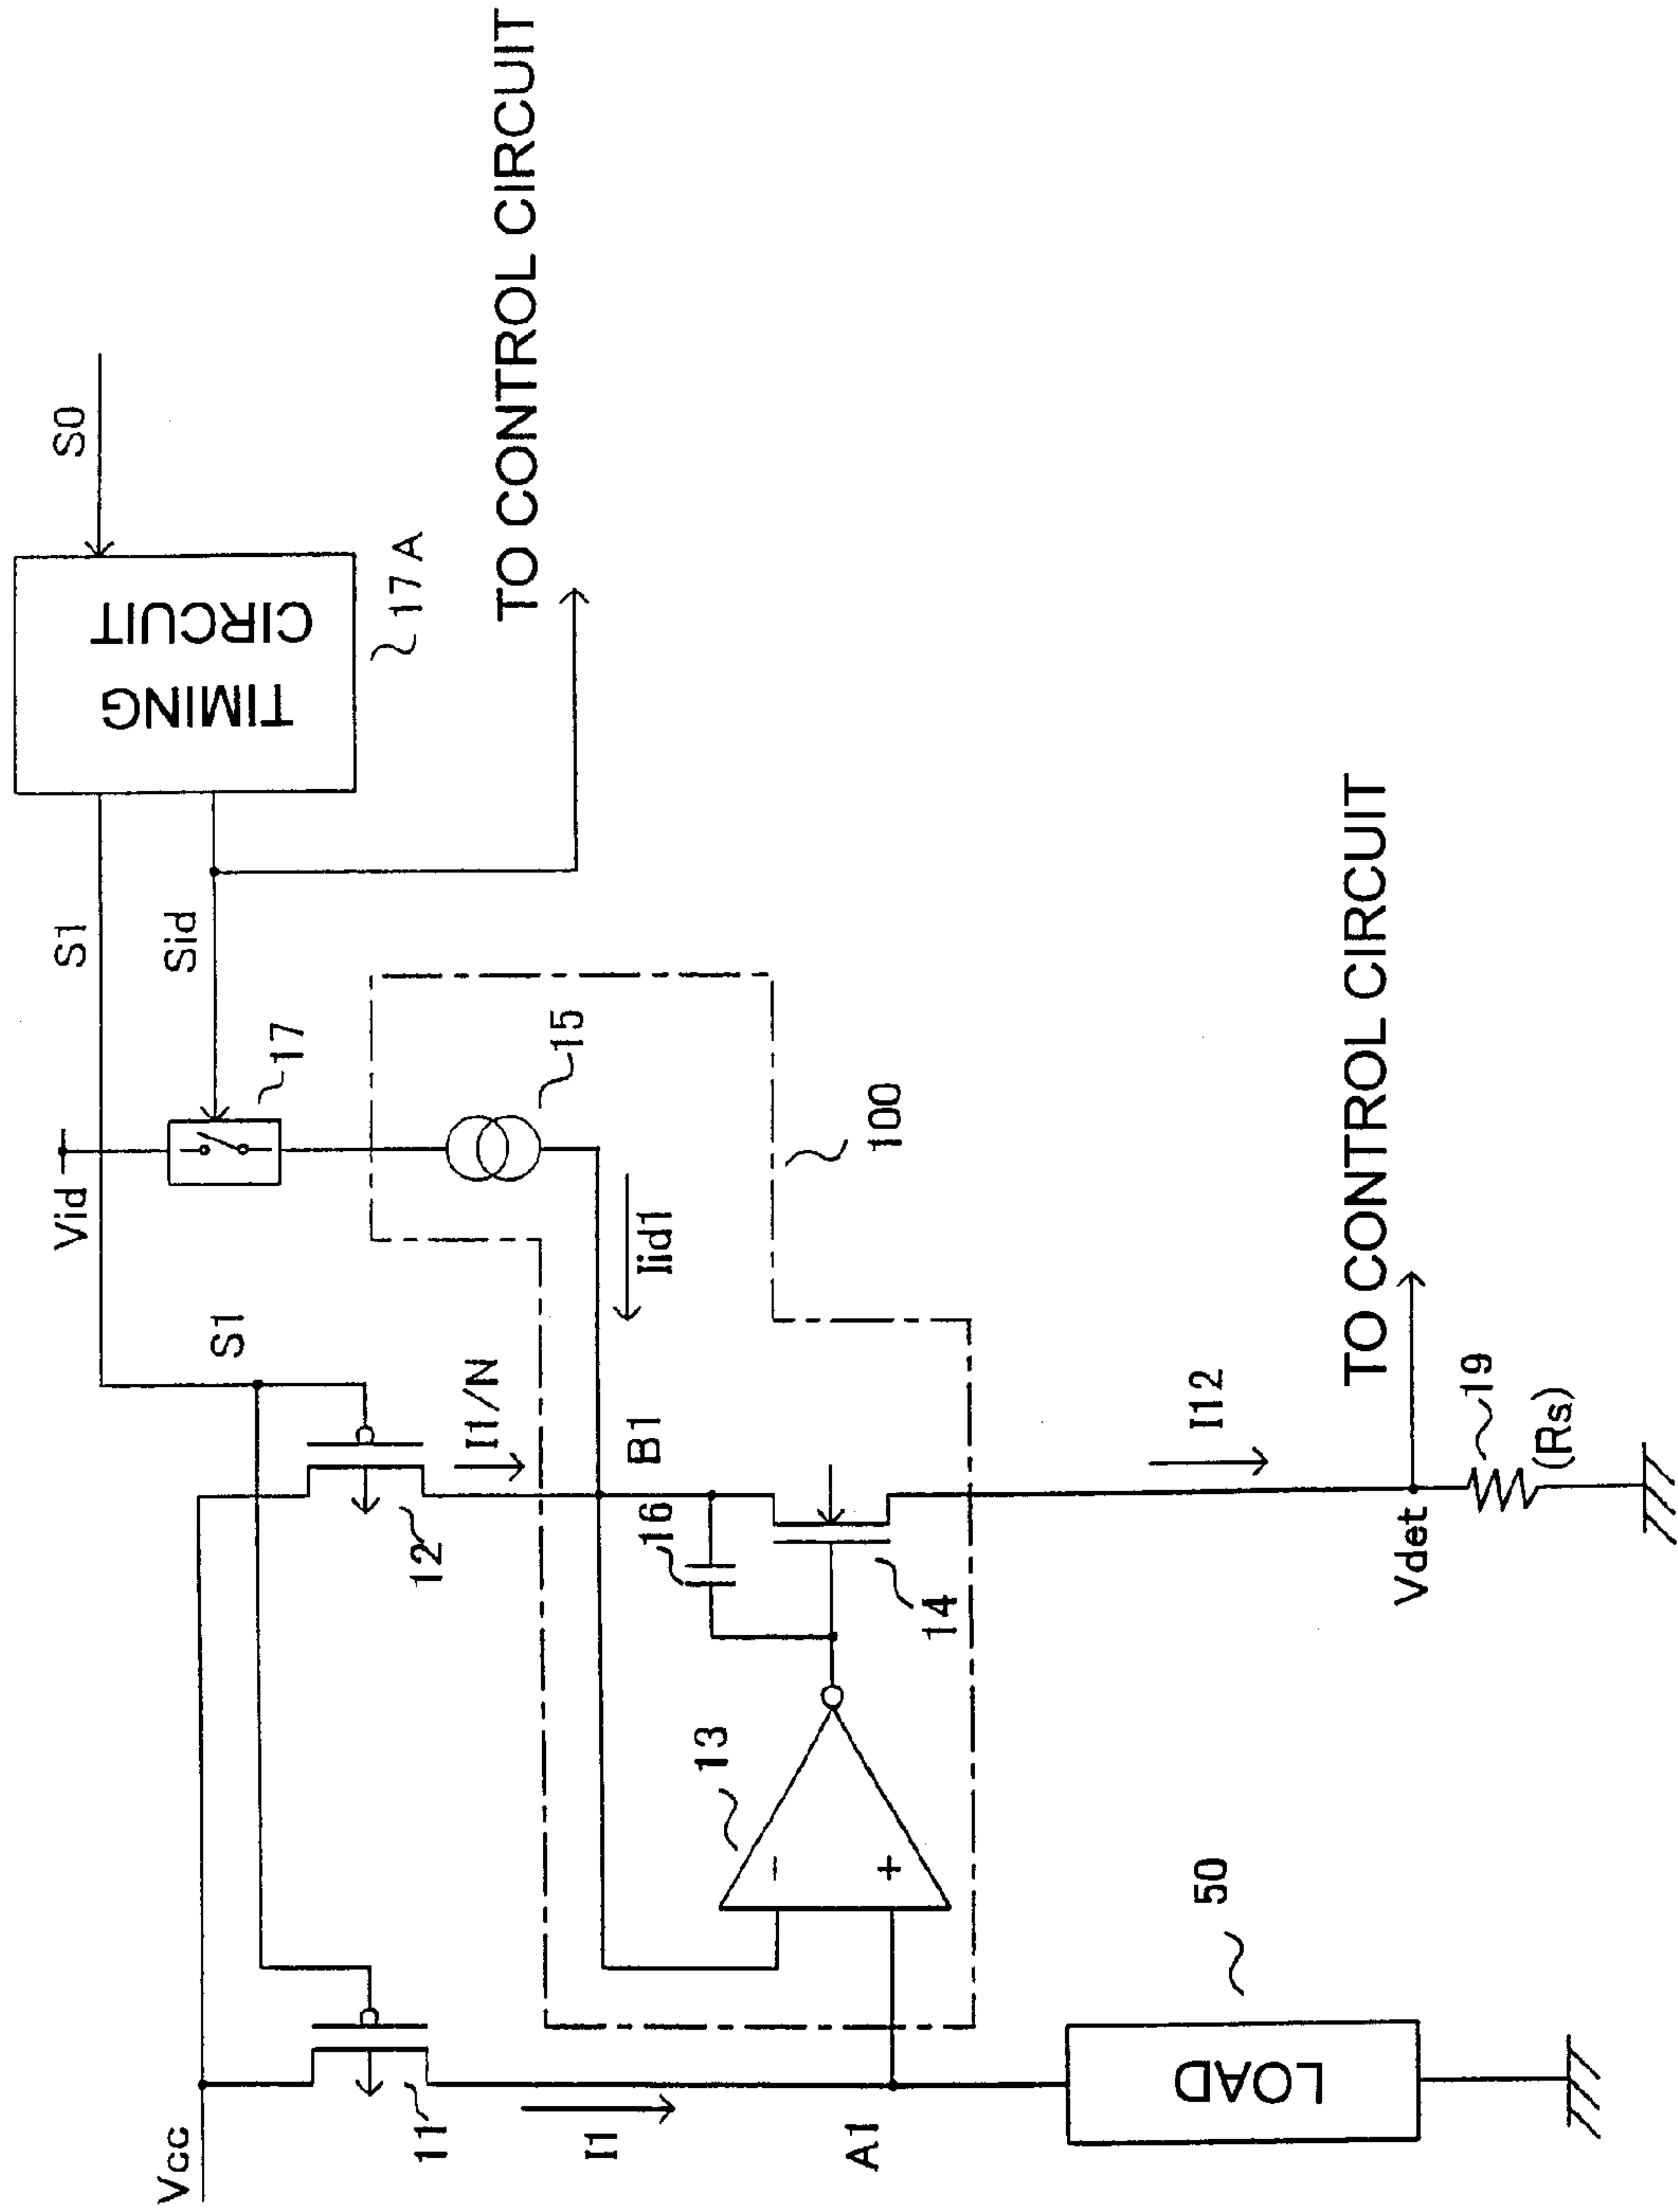 S0
TIMING
CIRCUIT
17A
TO CONTROL CIRCUIT
S1
Sid
Vid
17
15
S1
100
Iid1
I1/N
B1
12
16
14
13
I12
TO CONTROL CIRCUIT
19
(Rs)
Vdet
Vcc
11
I1
A1
-
+
50
LOAD